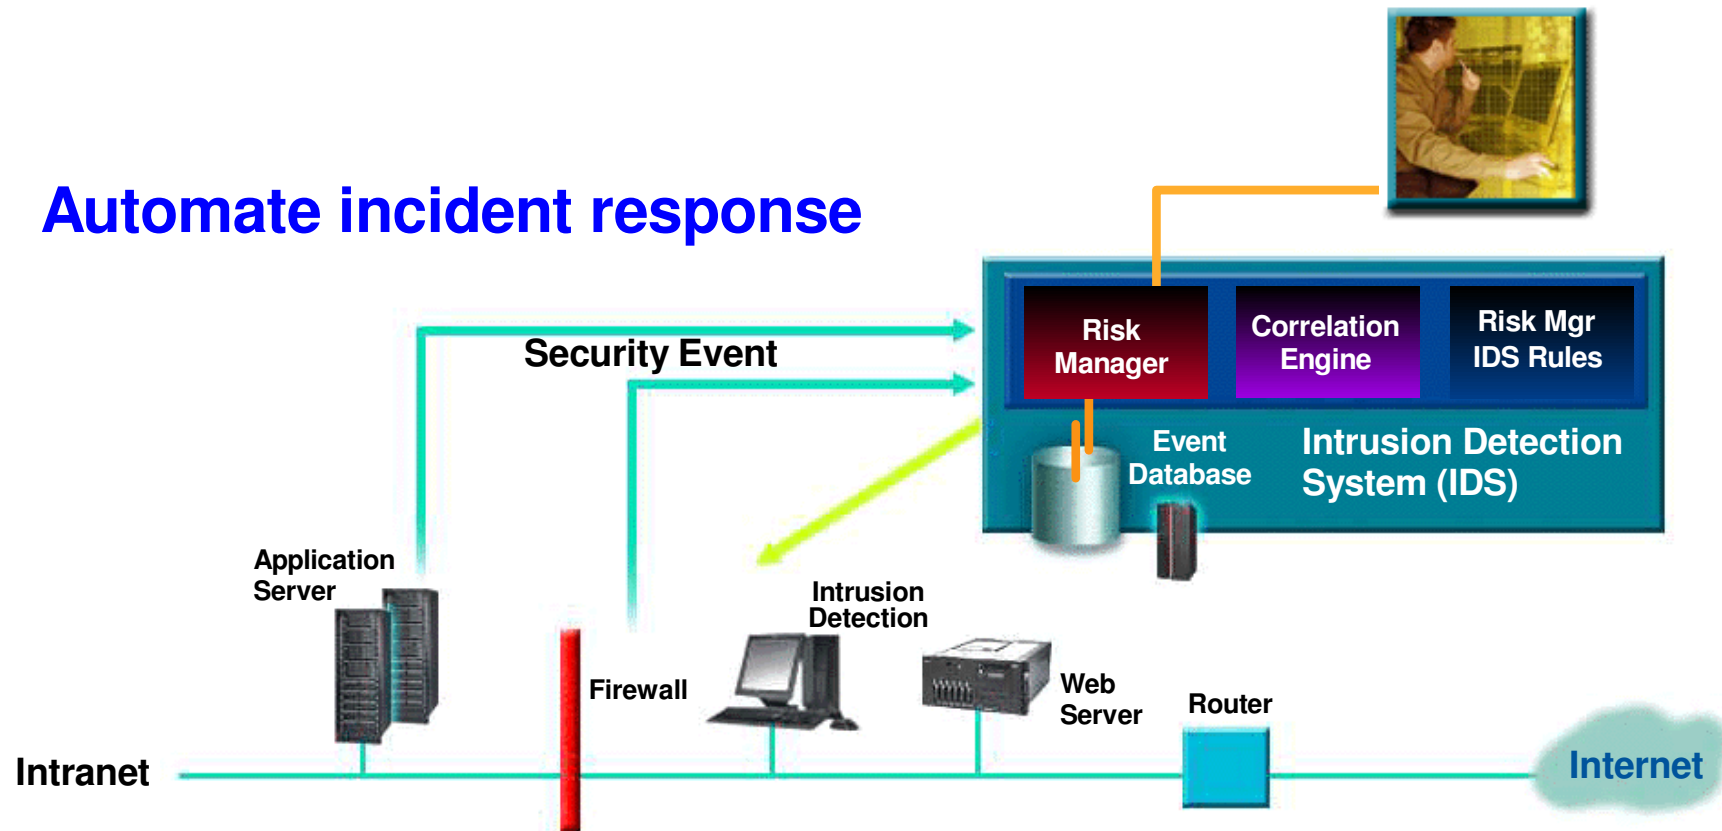 Automate incident response
Security Event
Risk
Manager
Correlation
Engine
Risk Mgr
IDS Rules
Event
Database
Intrusion Detection
System (IDS)
Application
Server
Firewall
Intrusion
Detection
Web
Server
Router
Intranet
Internet